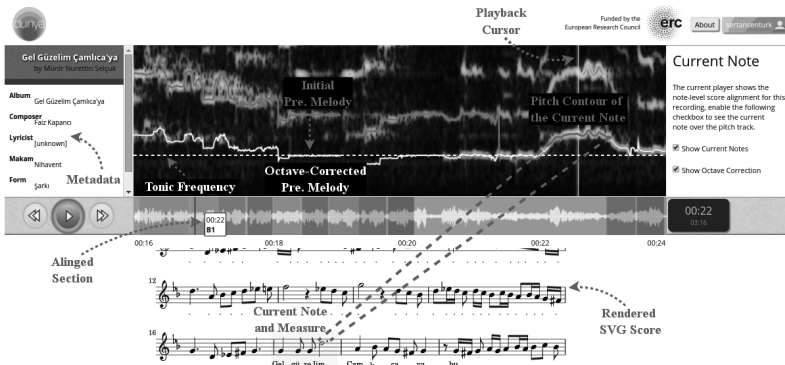 dunya
Playback
Cursor
Funded by the
European Research Council
erc
About
sertansenturk
Gel Güzelim Çamlıca'ya
by Münir Nurettin Selçuk
Album
Gel Güzelim Çamlıca'ya
Composer
Faiz Kapancı
Lyricist
[unknown]
Makam
Nihavent
Form
Şarkı
Metadata
Initial
Pre. Melody
Pitch Contour of
the Current Note
Tonic Frequency
Octave-Corrected
Pre. Melody
Current Note
The current player shows the
note-level score alignment for this
recording, enable the following
checkbox to see the current
note over the pitch track.
Show Current Notes
Show Octave Correction
00:22
B1
00:22
03:16
00:16
00:18
00:20
00:22
00:24
Alinged
Section
12
Current Note
and Measure
Rendered
SVG Score
16
Gel gü ze lim